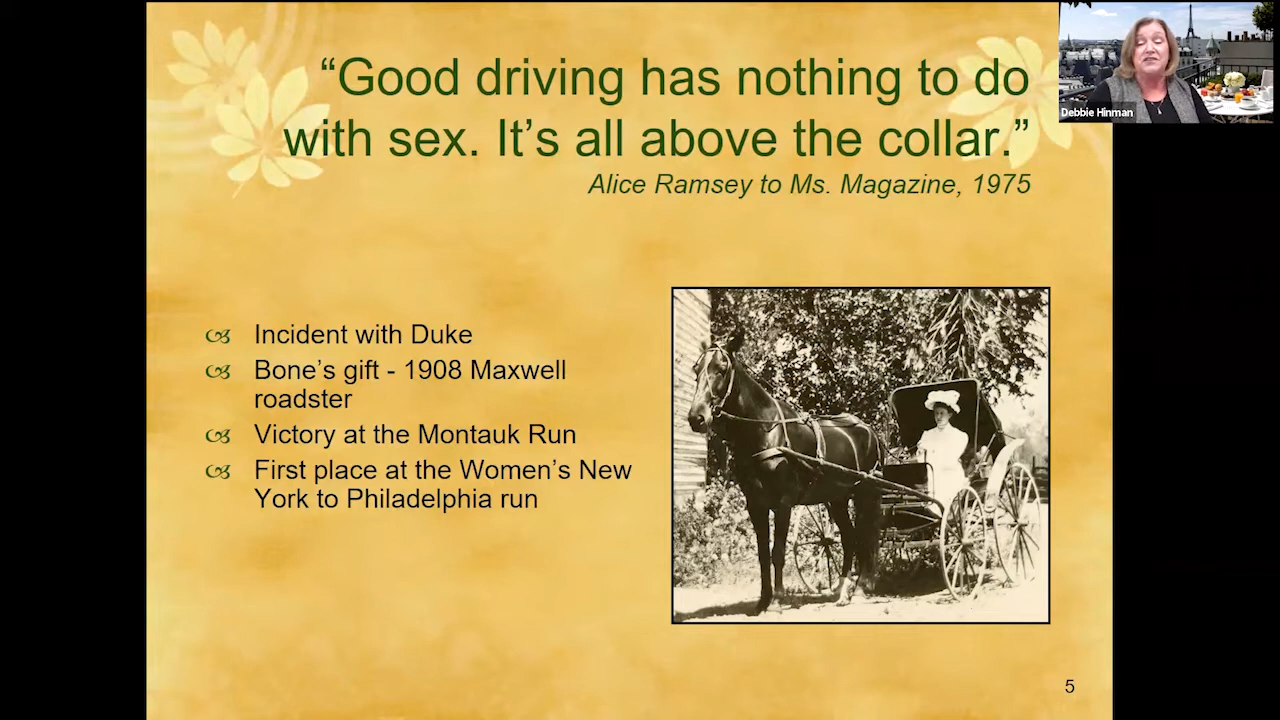 “Good driving has nothing to do
with sex. It’s all above the collar.”
Alice Ramsey to Ms. Magazine, 1975
Debbie Hinman
Incident with Duke
Bone’s gift - 1908 Maxwell
roadster
Victory at the Montauk Run
First place at the Women’s New
York to Philadelphia run
5